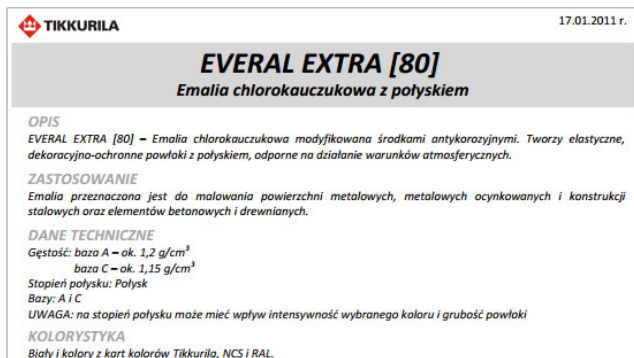 TIKKURILA
17.01.2011 r.
EVERAL EXTRA [80]
Emalia chlorokauczukowa z połyskiem
OPIS
EVERAL EXTRA [80] – Emalia chlorokauczukowa modyfikowana środkami antykorozyjnymi. Tworzy elastyczne,
dekoracyjno-ochronne powłoki z połyskiem, odporne na działanie warunków atmosferycznych.
ZASTOSOWANIE
Emalia przeznaczona jest do malowania powierzchni metalowych, metalowych ocynkowanych i konstrukcji
stalowych oraz elementów betonowych i drewnianych.
DANE TECHNICZNE
Gęstość: baza A – ok. 1,2 g/cm³
baza C – ok. 1,15 g/cm³
Stopień połysku: Połysk
Bazy: A i C
UWAGA: na stopień połysku może mieć wpływ intensywność wybranego koloru i grubość powłoki
KOLORYSTYKA
Biały i kolory z kart kolorów Tikkurila, NCS i RAL.